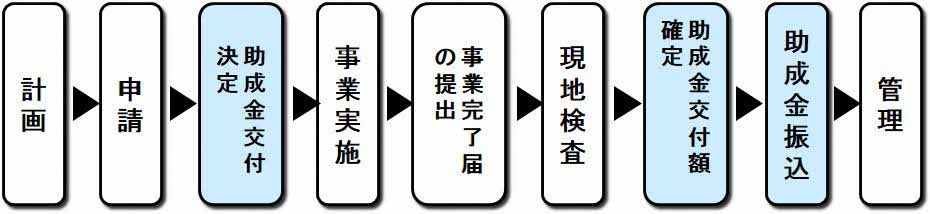 計画
申請
助成金交付
決定
事業実施
事業完了届
の提出
現地検査
助成金交付額
確定
助成金振込
管理